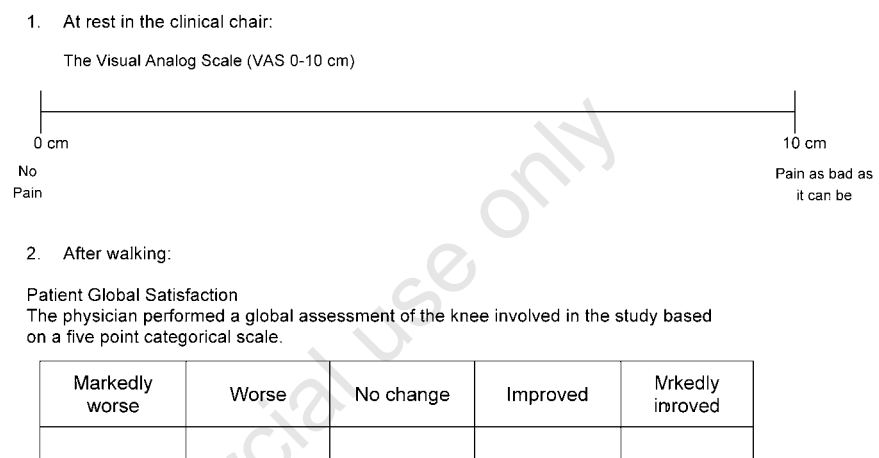 1. At rest in the clinical chair:
The Visual Analog Scale (VAS 0-10 cm)
0 cm
10 cm
No
Pain
Pain as bad as
it can be
2. After walking:
Patient Global Satisfaction
The physician performed a global assessment of the knee involved in the study based
on a five point categorical scale.
Markedly
worse
Worse
No change
Improved
Mrkedly
inroved
rcial use only